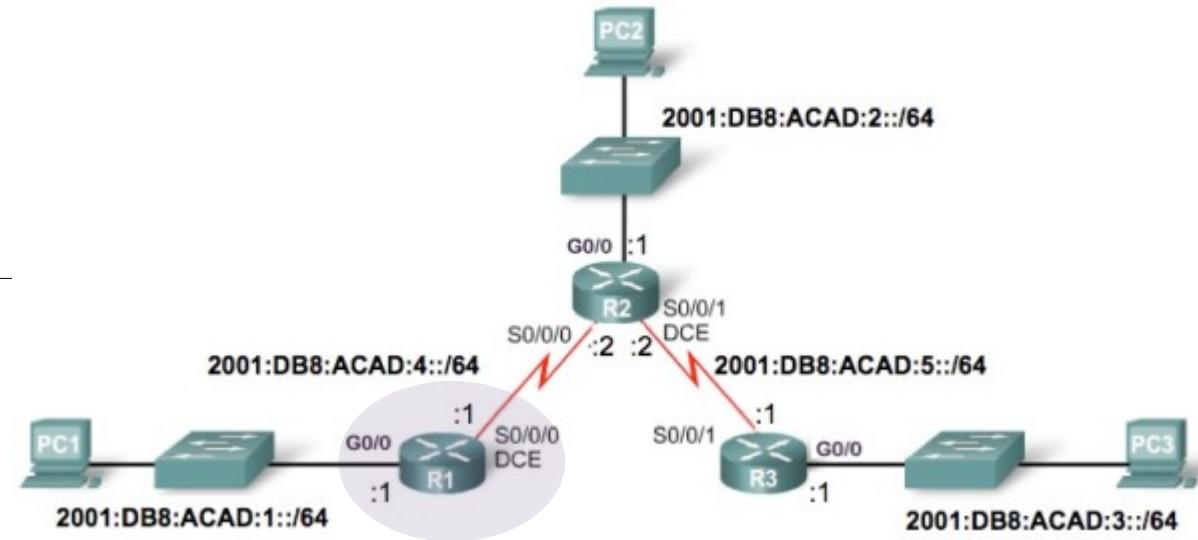 PC2
2001:DB8:ACAD:2::/64
G0/0 :1
R2
S0/0/1
DCE
S0/0/0
:2 :2
2001:DB8:ACAD:4::/64
2001:DB8:ACAD:5::/64
:1
S0/0/0
DCE
PC1
G0/0
R1
:1
2001:DB8:ACAD:1::/64
:1
S0/0/1
G0/0
R3
:1
PC3
2001:DB8:ACAD:3::/64